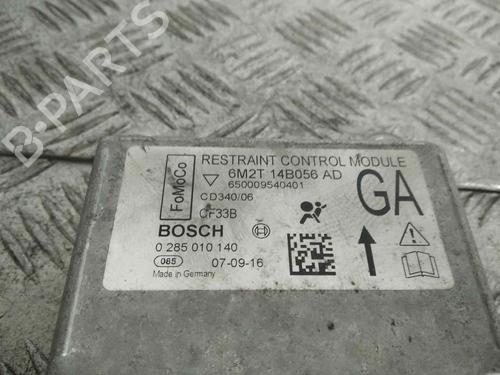 B-PARTS
FoMoCo
RESTRAINT CONTROL MODULE
6M2T 14B056 AD
650009540401
CD340/06
CF33B
GA
BOSCH
0 285 010 140
085
07-09-16
Made in Germany